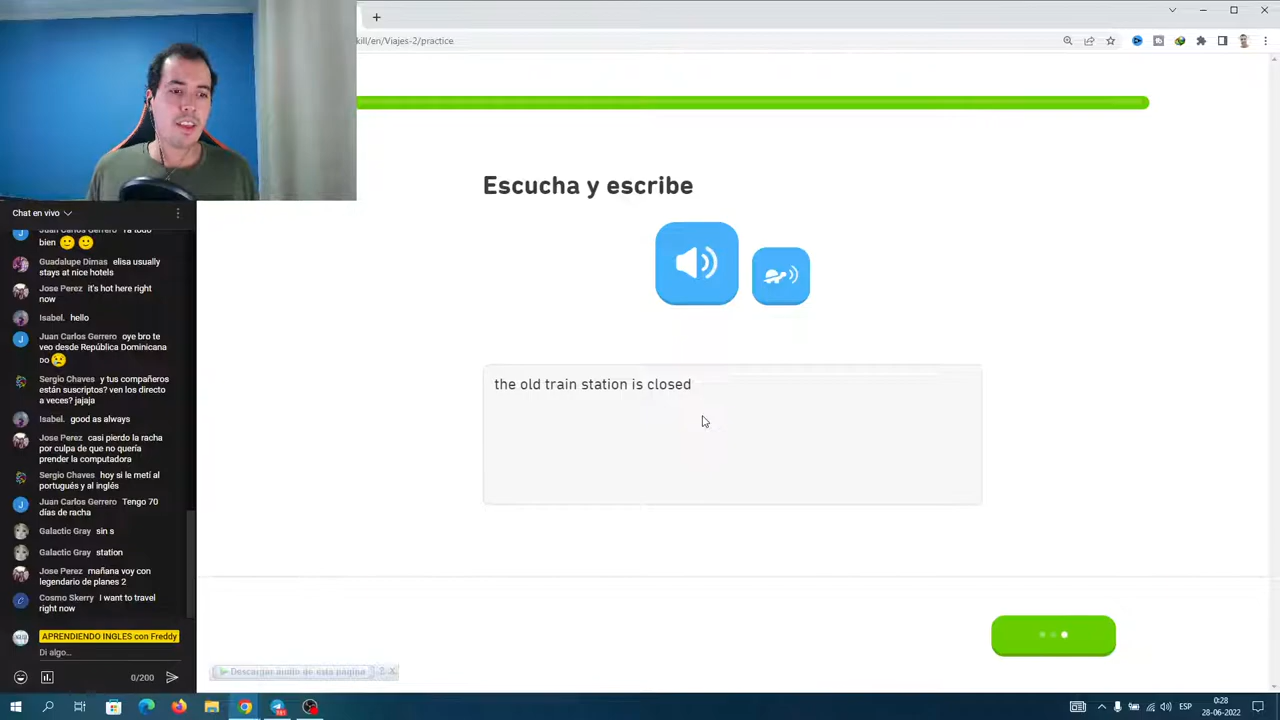 kill/en/Viajes-2/practice
Escucha y escribe
the old train station is closed
Chat en vivo
Juan Carlos Gerrero Ya todo
bien
Guadalupe Dimas elisa usually
stays at nice hotels
Jose Perez it's hot here right
now
Isabel. hello
Juan Carlos Gerrero oye bro te
veo desde República Dominicana
DO
Sergio Chaves y tus compañeros
están suscriptos? ven los directo
a veces? jajaja
Isabel. good as always
Jose Perez casi pierdo la racha
por culpa de que no quería
prender la computadora
Sergio Chaves hoy si le metí al
portugués y al inglés
Juan Carlos Gerrero Tengo 70
días de racha
Galactic Gray sin s
Galactic Gray station
Jose Perez mañana voy con
legendario de planes 2
Cosmo Skerry I want to travel
right now
APRENDIENDO INGLES con Freddy
Di algo...
0/200
Descargar audio de esta página
? X
ESP
0:28
28-06-2022